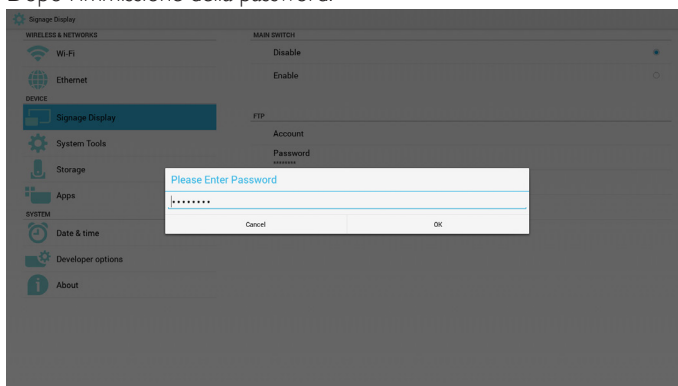 Dopo l'immissione della password:
Signage Display
WIRELESS & NETWORKS
Wi-Fi
Ethernet
DEVICE
Signage Display
System Tools
Storage
Apps
SYSTEM
Date & time
Developer options
About
MAIN SWITCH
Disable
Enable
FTP
Account
Password
********
Please Enter Password
••••••••
Cancel
OK